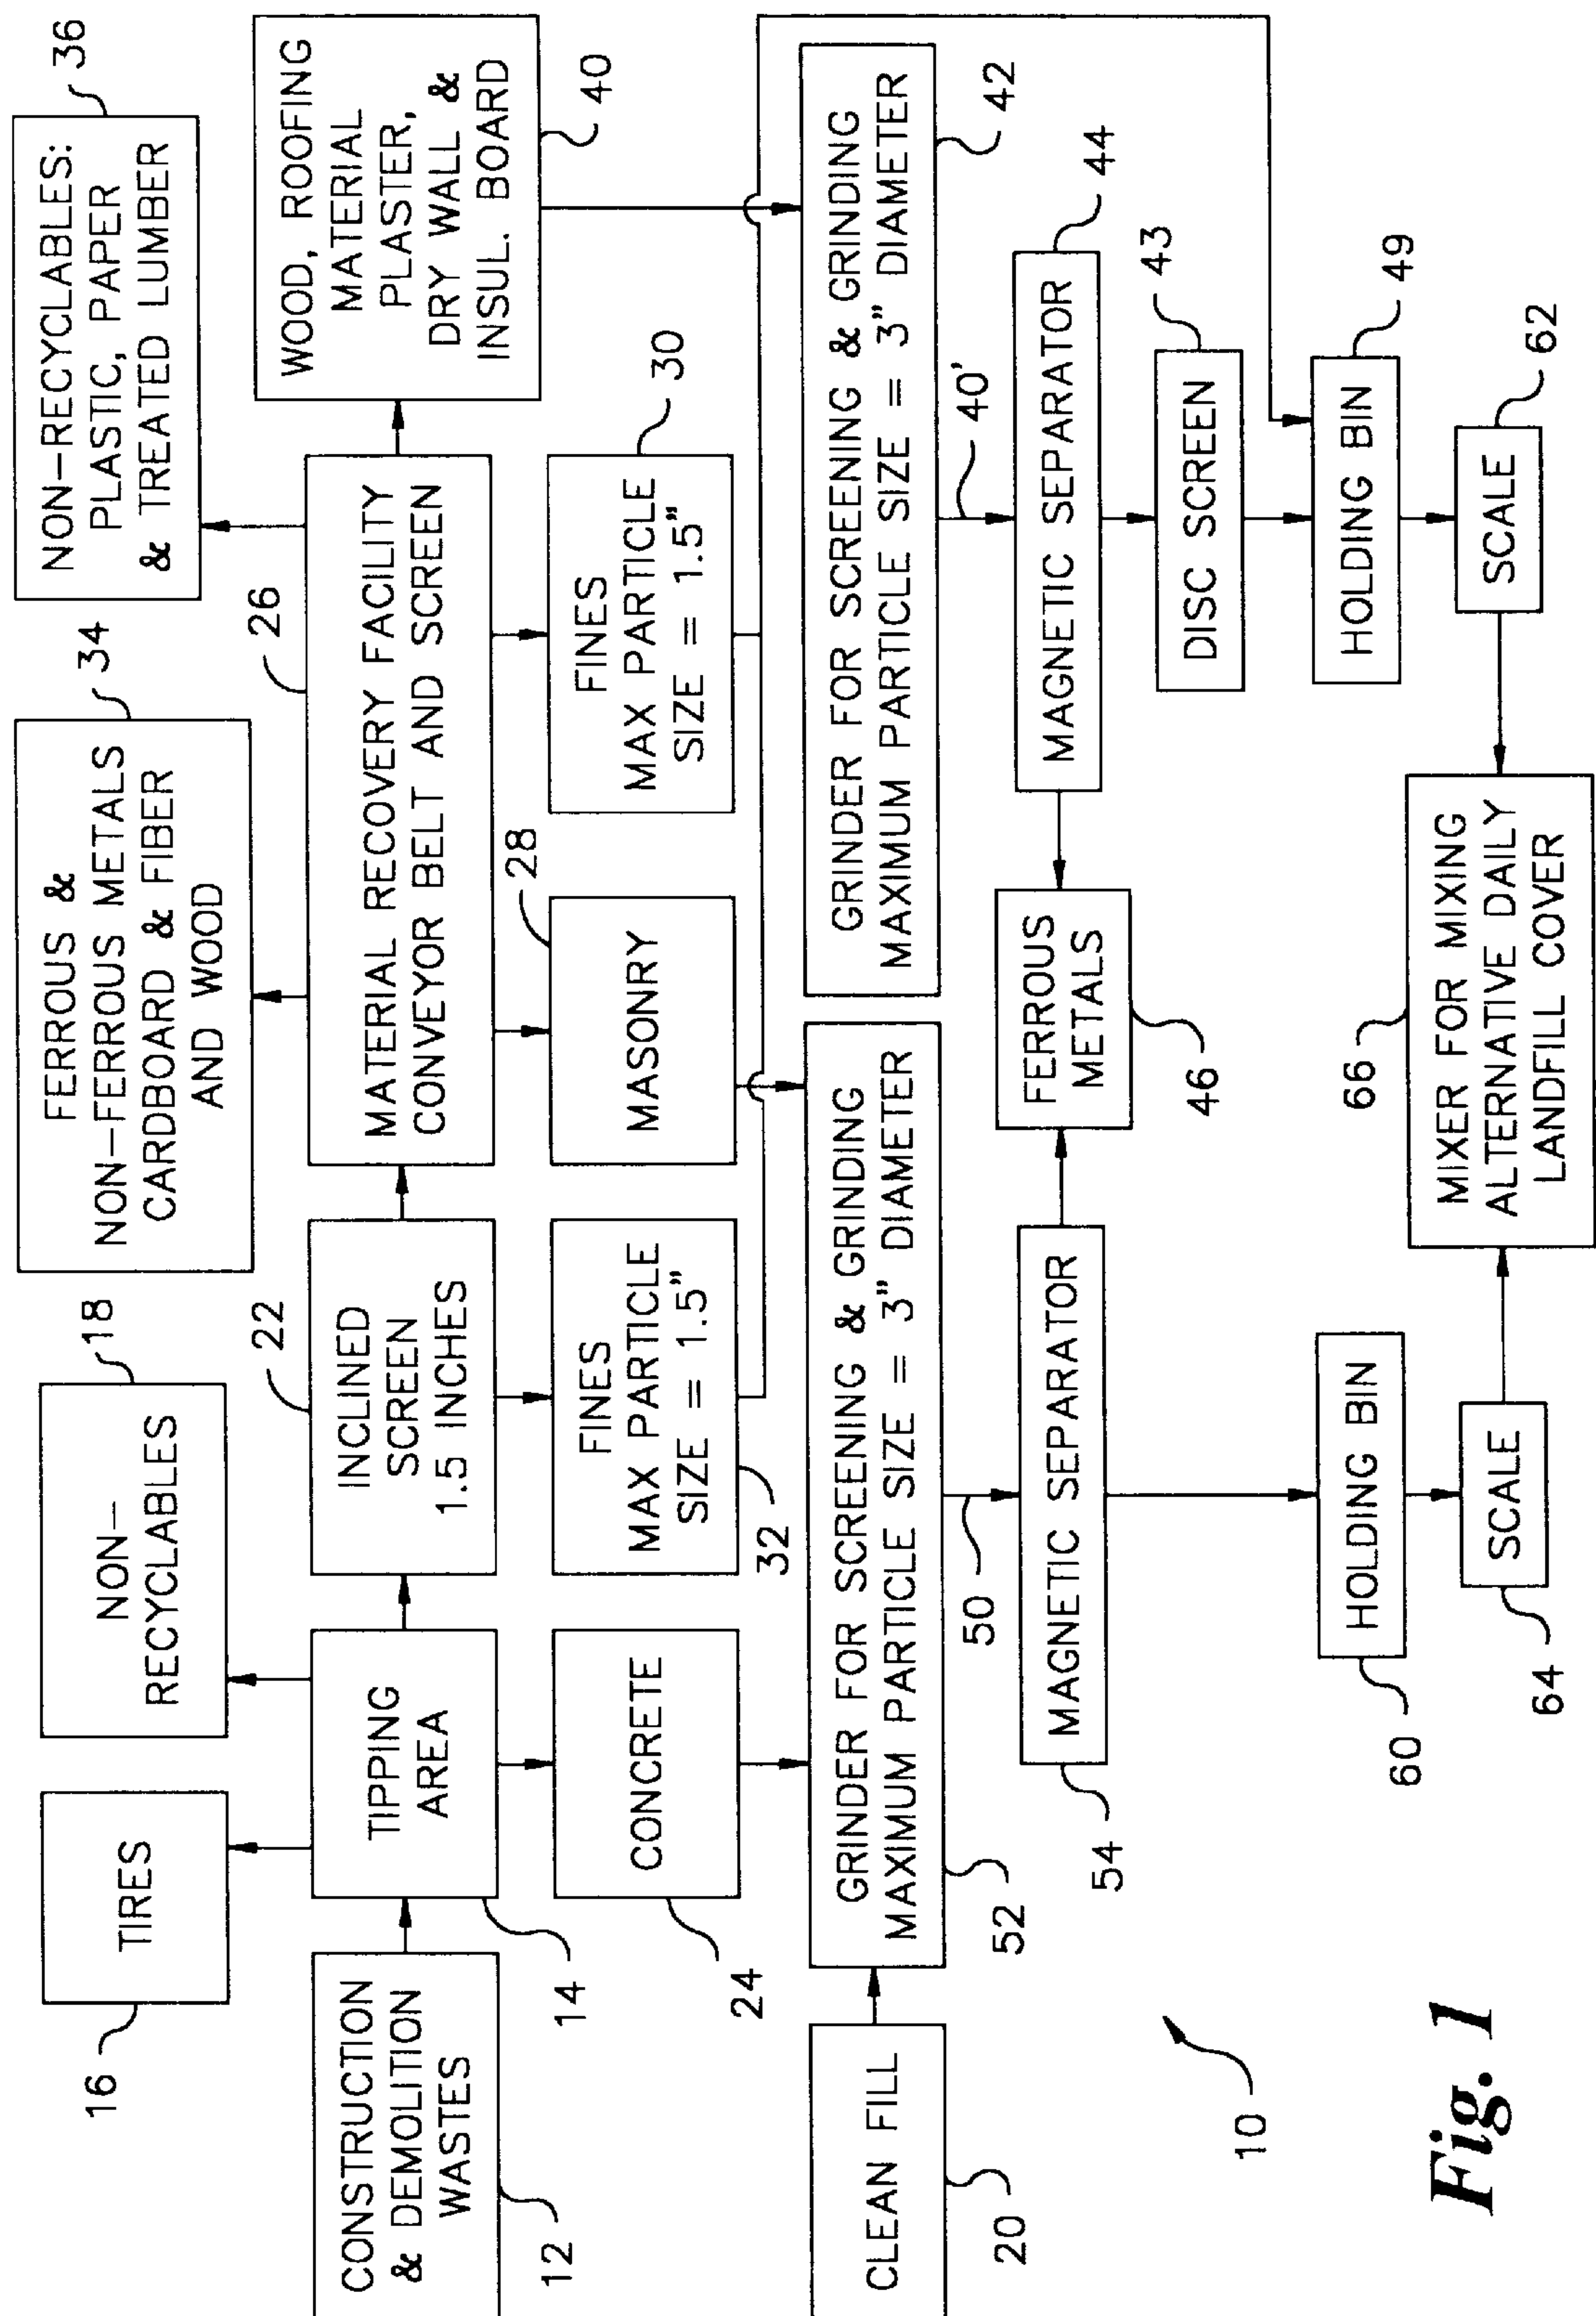 36
NON-RECYCLABLES:
PLASTIC, PAPER
& TREATED LUMBER
34
FERROUS &
NON-FERROUS METALS
CARDBOARD & FIBER
AND WOOD
18
NON-
RECYCLABLES
16
TIRES
CONSTRUCTION
& DEMOLITION
WASTES
12
TIPPING
AREA
14
22
INCLINED
SCREEN
1.5 INCHES
26
MATERIAL RECOVERY FACILITY
CONVEYOR BELT AND SCREEN
WOOD, ROOFING
MATERIAL
PLASTER,
DRY WALL &
INSUL. BOARD
40
CONCRETE
24
FINES
MAX PARTICLE
SIZE = 1.5"
32
28
MASONRY
30
FINES
MAX PARTICLE
SIZE = 1.5"
CLEAN FILL
20
GRINDER FOR SCREENING & GRINDING
MAXIMUM PARTICLE SIZE = 3" DIAMETER
52
GRINDER FOR SCREENING & GRINDING
MAXIMUM PARTICLE SIZE = 3" DIAMETER
42
50
40'
MAGNETIC SEPARATOR
54
FERROUS
METALS
46
MAGNETIC SEPARATOR
44
DISC SCREEN
43
HOLDING BIN
60
HOLDING BIN
49
SCALE
64
SCALE
62
66
MIXER FOR MIXING
ALTERNATIVE DAILY
LANDFILL COVER
10
Fig. 1